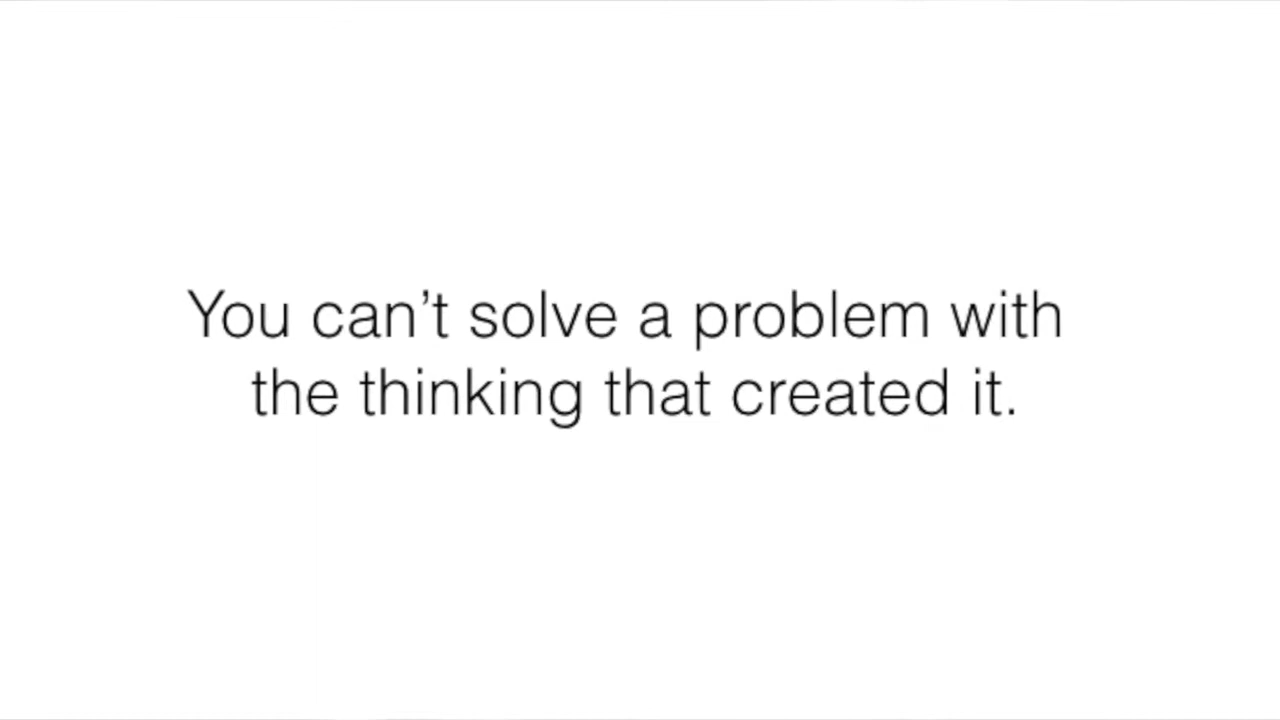 You can’t solve a problem with
the thinking that created it.